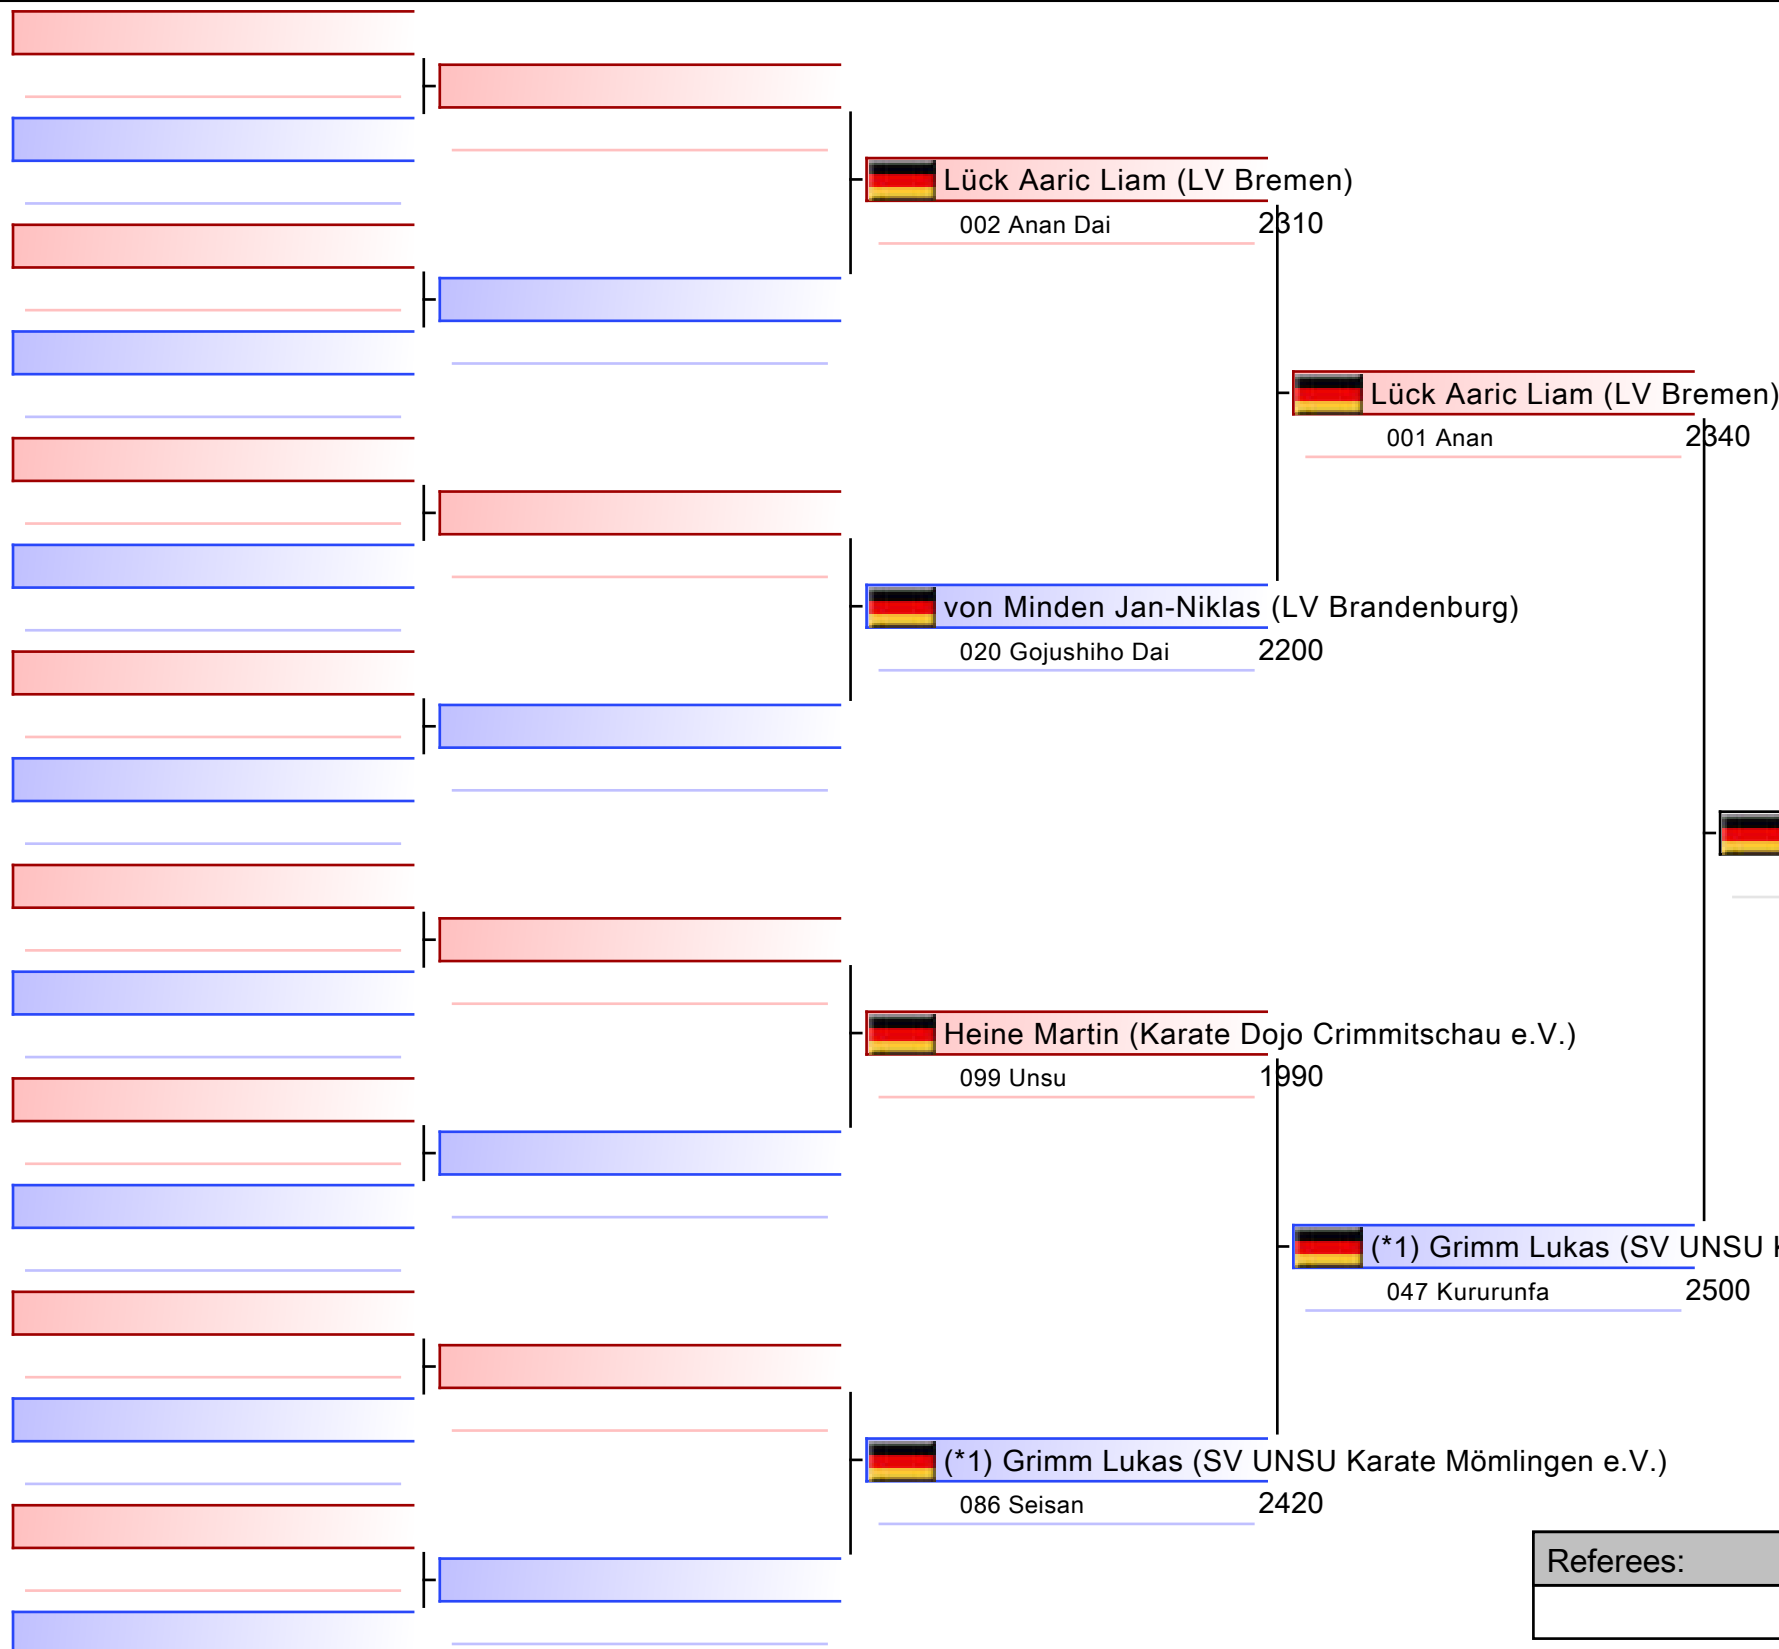 Lück Aaric Liam (LV Bremen)
002 Anan Dai 2310
Lück Aaric Liam (LV Bremen)
001 Anan 2340
von Minden Jan-Niklas (LV Brandenburg)
020 Gojushiho Dai 2200
Heine Martin (Karate Dojo Crimmitschau e.V.)
099 Unsu 1990
(*1) Grimm Lukas (SV UNSU
047 Kururunfa 2500
(*1) Grimm Lukas (SV UNSU Karate Mömlingen e.V.)
086 Seisan 2420
Referees: